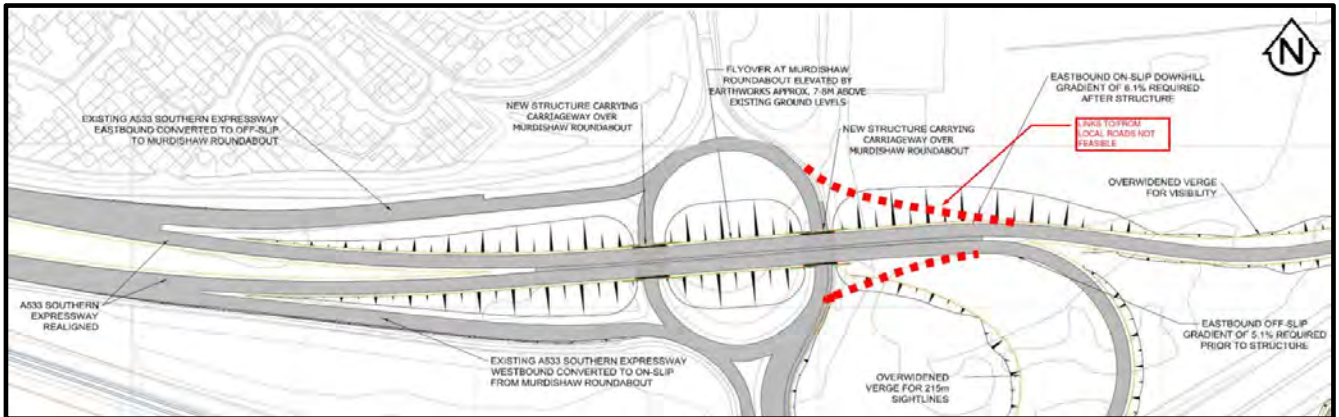 N
FLYOVER AT MURDISHAW
ROUNDABOUT ELEVATED BY
EARTHWORKS APPROX. 7-8M ABOVE
EXISTING GROUND LEVELS
EASTBOUND ON-SLIP DOWNHILL
GRADIENT OF 6.1% REQUIRED
AFTER STRUCTURE
EXISTING A533 SOUTHERN EXPRESSWAY
EASTBOUND CONVERTED TO OFF-SLIP
TO MURDISHAW ROUNDABOUT
NEW STRUCTURE CARRYING
CARRIAGEWAY OVER
MURDISHAW ROUNDABOUT
NEW STRUCTURE CARRYING
CARRIAGEWAY OVER
MURDISHAW ROUNDABOUT
LINKS TO/FROM
LOCAL ROADS NOT
FEASIBLE
OVERWIDENED VERGE
FOR VISIBILITY
A533 SOUTHERN
EXPRESSWAY
REALIGNED
EXISTING A533 SOUTHERN EXPRESSWAY
WESTBOUND CONVERTED TO ON-SLIP
FROM MURDISHAW ROUNDABOUT
OVERWIDENED
VERGE FOR 215m
SIGHTLINES
EASTBOUND OFF-SLIP
GRADIENT OF 5.1% REQUIRED
PRIOR TO STRUCTURE